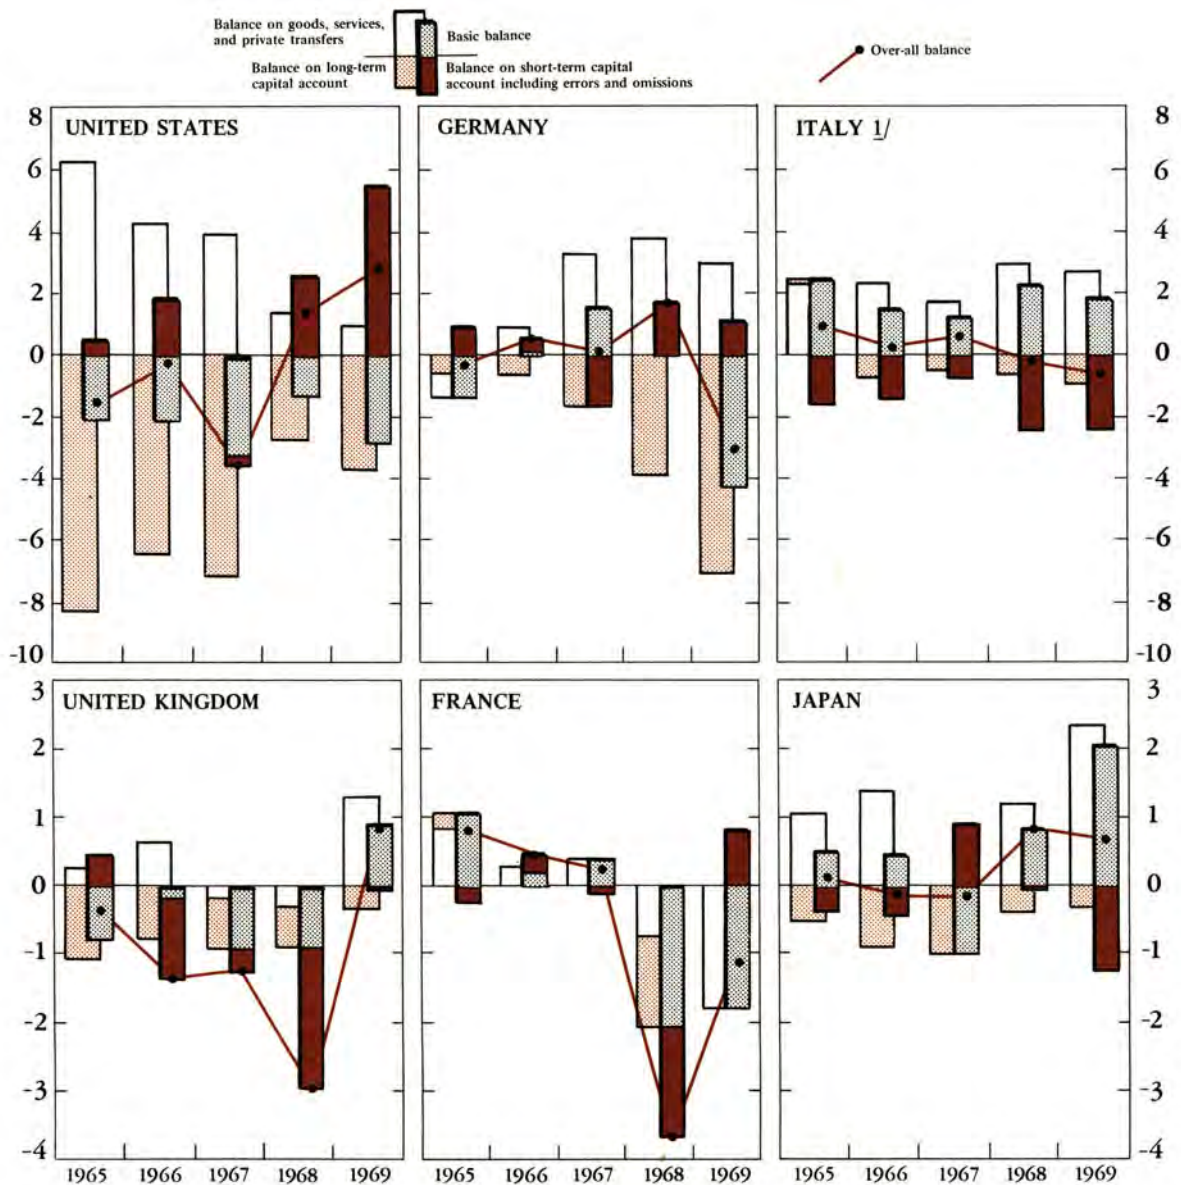 Balance on goods, services,
and private transfers
Basic balance
Balance on long-term
capital account
Balance on short-term capital
account including errors and omissions
Over-all balance
UNITED STATES
GERMANY
ITALY 1/
8
6
4
2
0
-2
-4
-6
-8
-10
8
6
4
2
0
-2
-4
-6
-8
-10
UNITED KINGDOM
FRANCE
JAPAN
3
2
1
0
-1
-2
-3
-4
3
2
1
0
-1
-2
-3
-4
1965 1966 1967 1968 1969
1965 1966 1967 1968 1969
1965 1966 1967 1968 1969